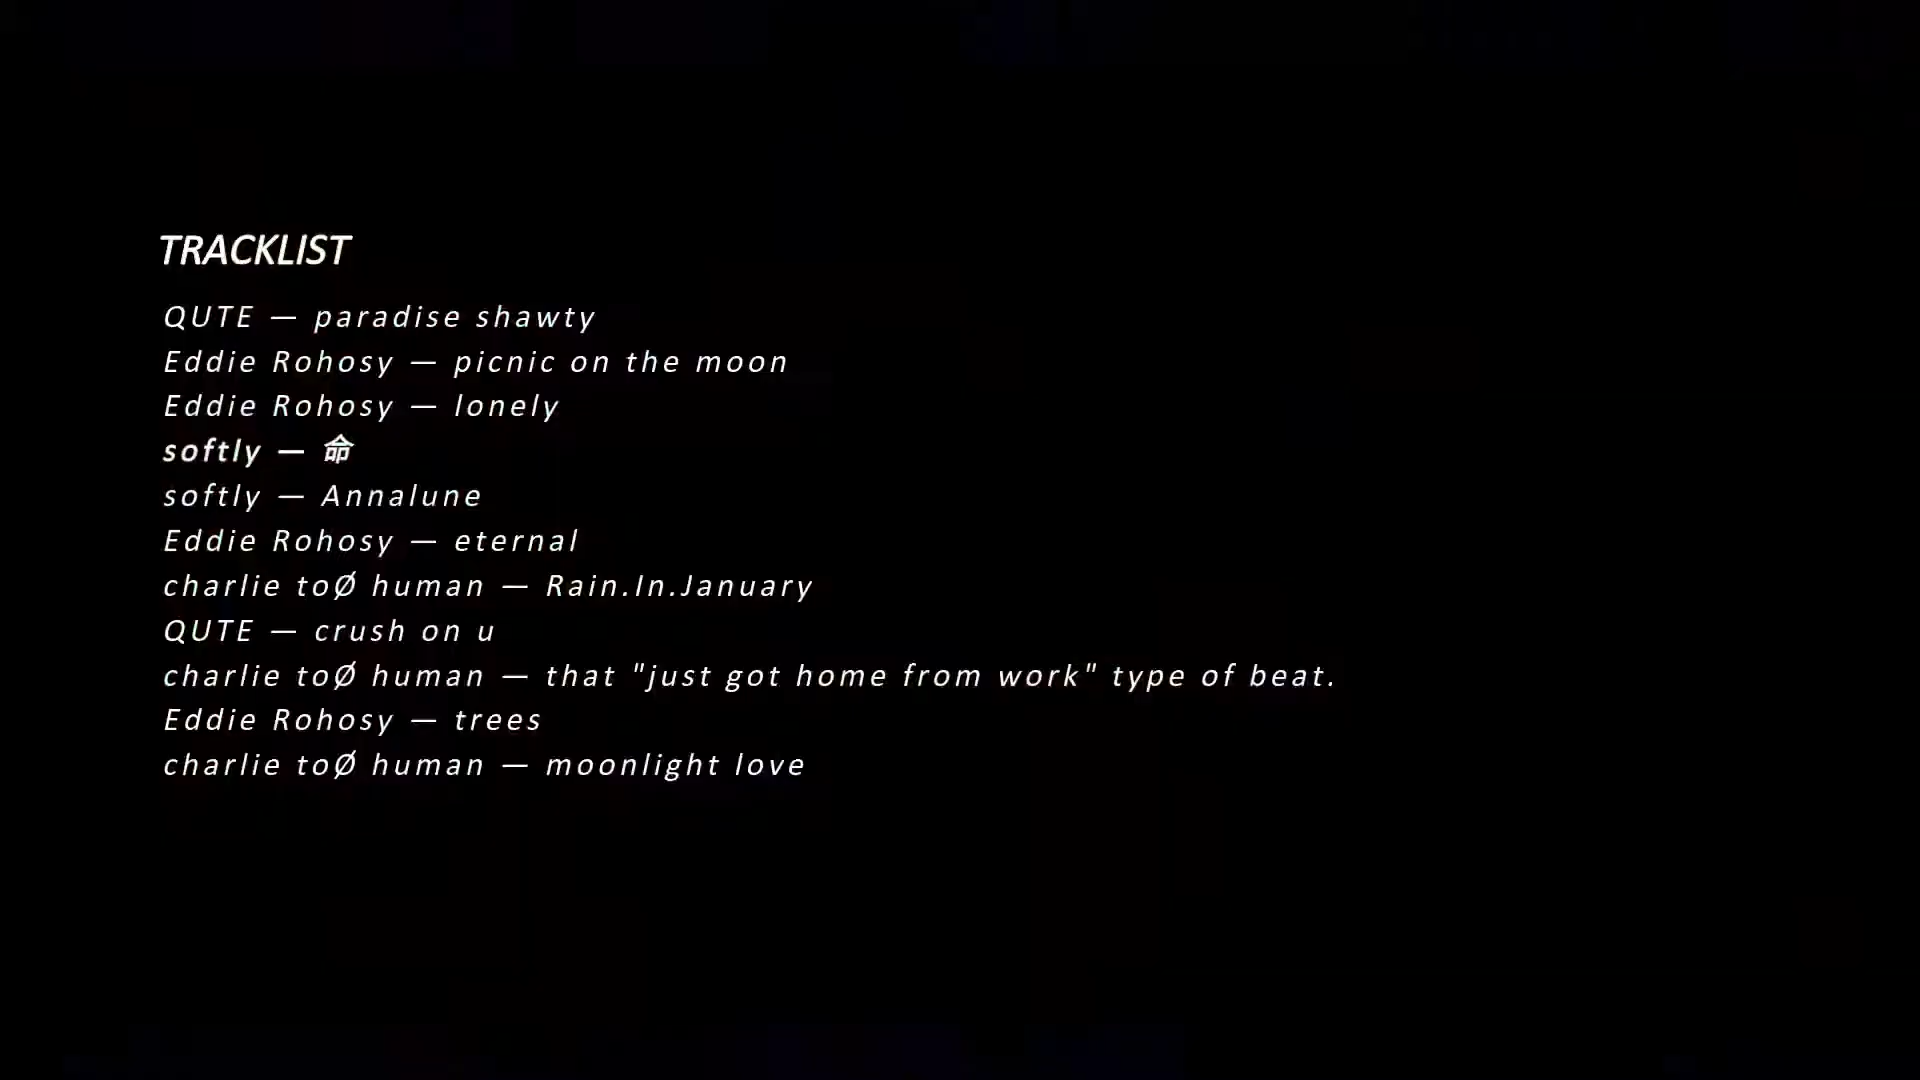 TRACKLIST
QUTE — paradise shawty
Eddie Rohosy — picnic on the moon
Eddie Rohosy — lonely
softly — 命
softly — Annalune
Eddie Rohosy — eternal
charlie toØ human — Rain.In.January
QUTE — crush on u
charlie toØ human — that "just got home from work" type of beat.
Eddie Rohosy — trees
charlie toØ human — moonlight love